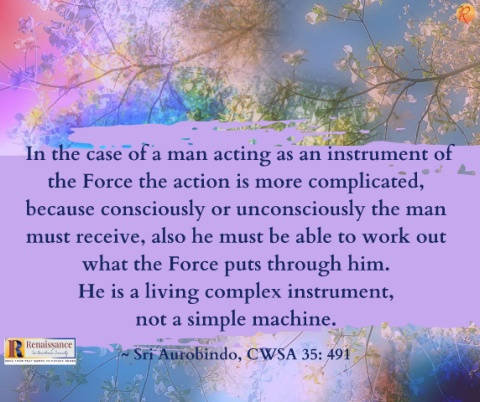 In the case of a man acting as an instrument of
the Force the action is more complicated,
because consciously or unconsciously the man
must receive, also he must be able to work out
what the Force puts through him.
He is a living complex instrument,
not a simple machine.
~ Sri Aurobindo, CWSA 35: 491
Renaissance